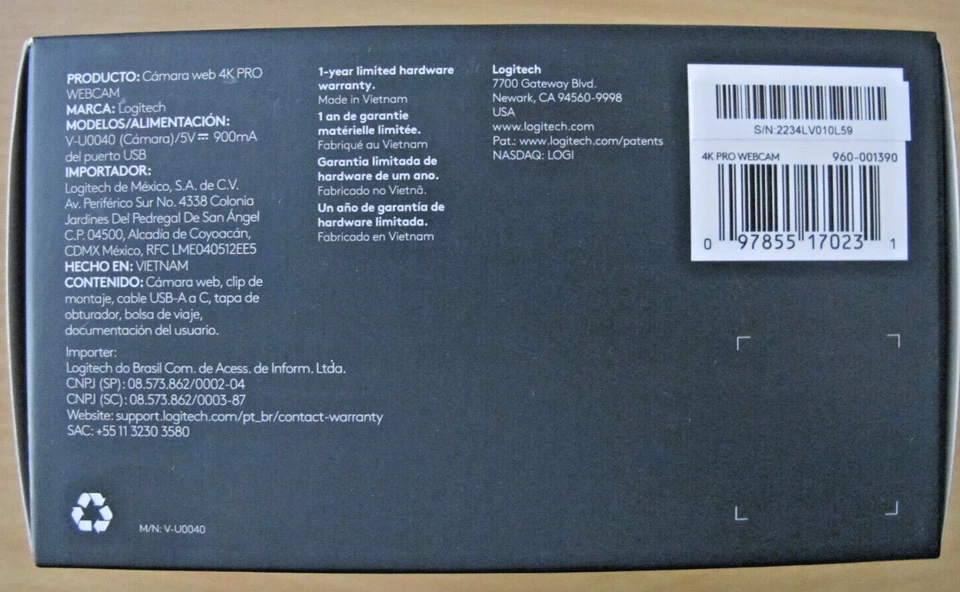 PRODUCTO: Cámara web 4K PRO
WEBCAM
MARCA: Logitech
MODELOS/ALIMENTACIÓN:
V-U0040 (Cámara)/5V⎓ 900mA
del puerto USB
IMPORTADOR:
Logitech de México, S.A. de C.V.
Av. Periférico Sur No. 4338 Colonia
Jardines Del Pedregal De San Ángel
C.P. 04500, Alcadía de Coyoacán,
CDMX México, RFC LME040512EE5
HECHO EN: VIETNAM
CONTENIDO: Cámara web, clip de
montaje, cable USB-A a C, tapa de
obturador, bolsa de viaje,
documentación del usuario.
Importer:
Logitech do Brasil Com. de Acess. de Inform. Ltda.
CNPJ (SP): 08.573.862/0002-04
CNPJ (SC): 08.573.862/0003-87
Website: support.logitech.com/pt_br/contact-warranty
SAC: +55 11 3230 3580
M/N: V-U0040
1-year limited hardware
warranty.
Made in Vietnam
1 an de garantie
matérielle limitée.
Fabriqué au Vietnam
Garantia limitada de
hardware de um ano.
Fabricado no Vietnã.
Un año de garantía de
hardware limitada.
Fabricado en Vietnam
Logitech
7700 Gateway Blvd.
Newark, CA 94560-9998
USA
www.logitech.com
Pat.: www.logitech.com/patents
NASDAQ: LOGI
S/N:2234LV010L59
4K PRO WEBCAM 960-001390
0 97855 17023 1